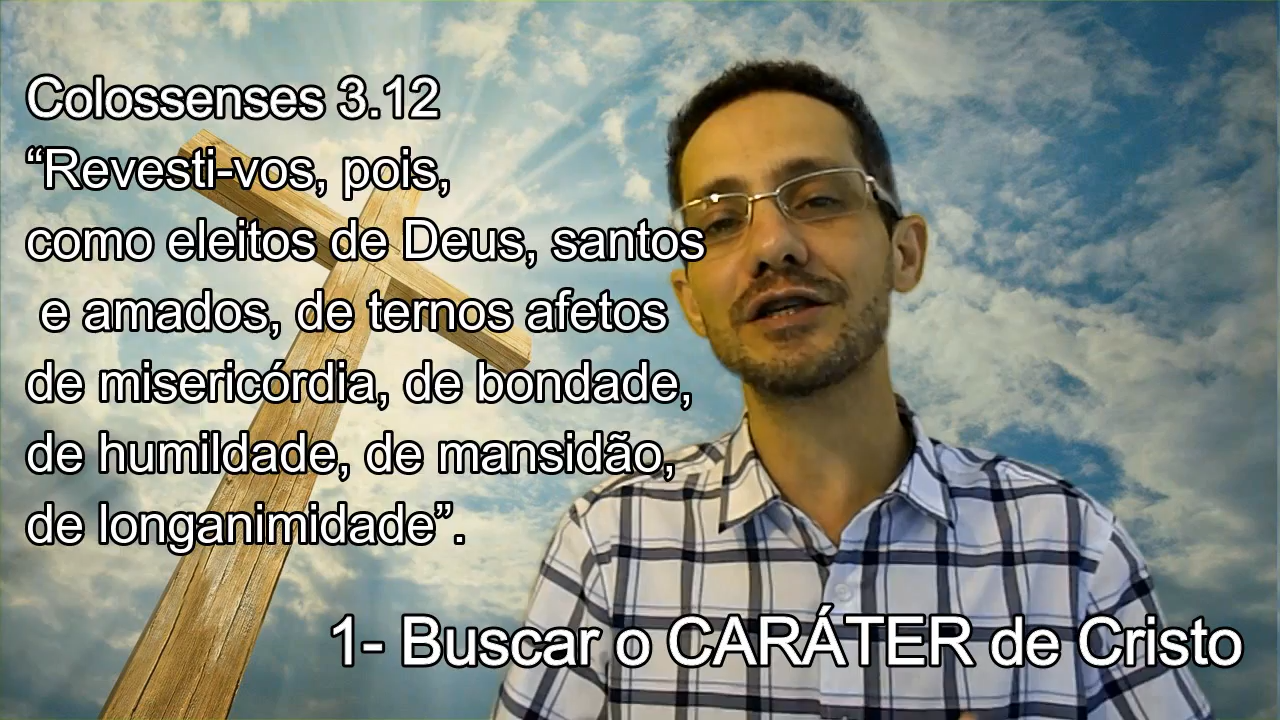 Colossenses 3.12
“Revesti-vos, pois,
como eleitos de Deus, santos
e amados, de ternos afetos
de misericórdia, de bondade,
de humildade, de mansidão,
de longanimidade”.
1- Buscar o CARÁTER de Cristo